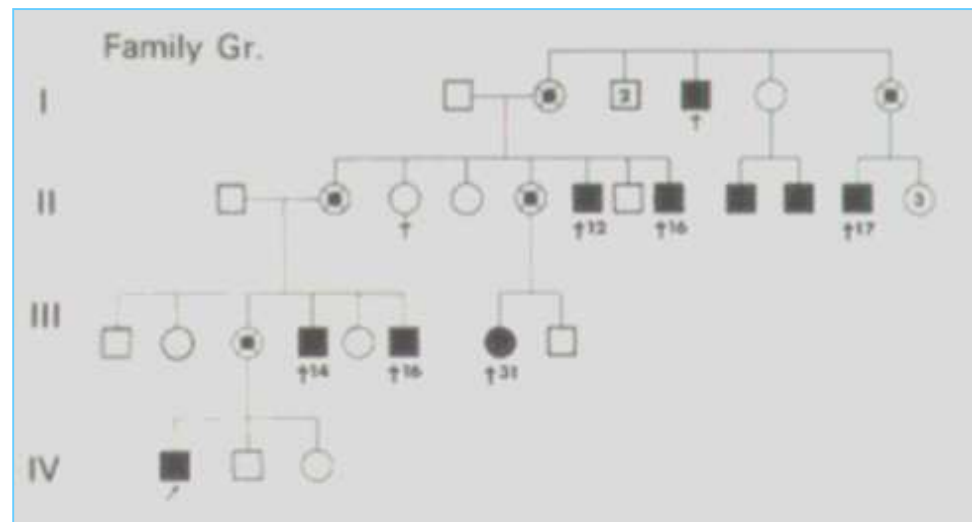 Family Gr.
I
2
†
II
3
†
†12
†16
†17
III
†14
†16
†31
IV